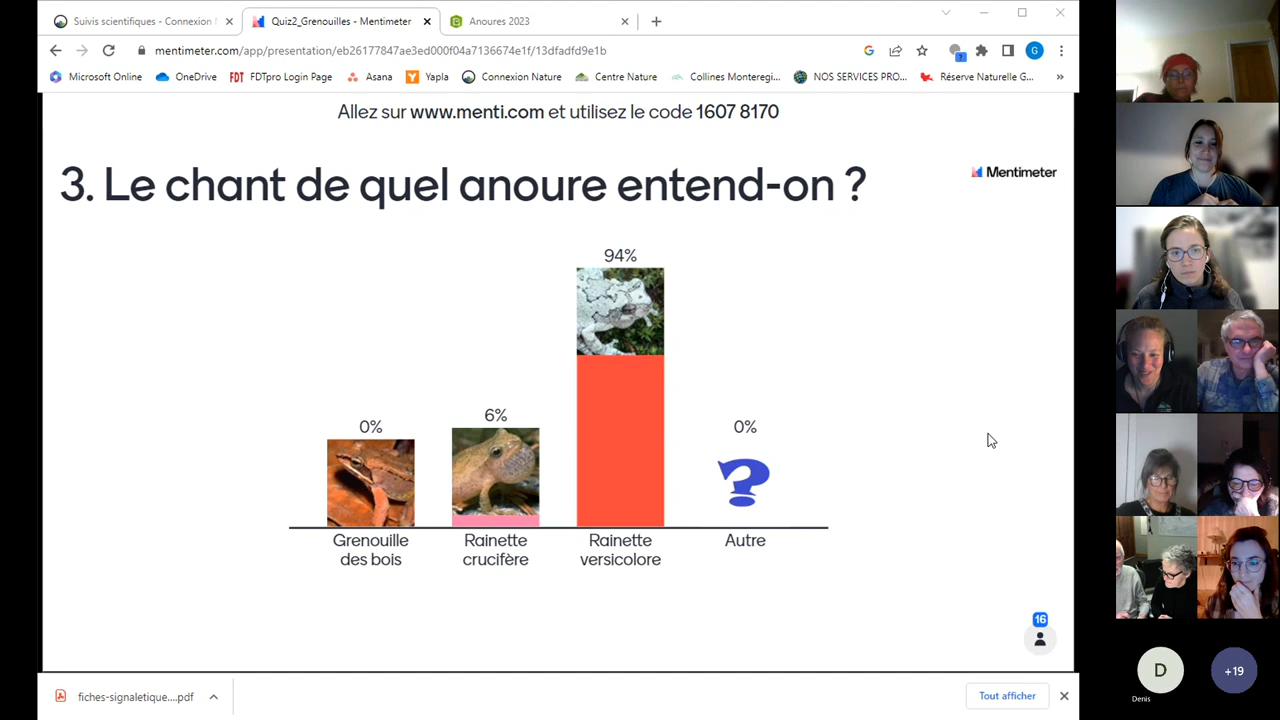 Suivis scientifiques - Connexion
Quiz2_Grenouilles - Mentimeter
Anoures 2023
mentimeter.com/app/presentation/eb26177847ae3ed000f04a7136674e1f/13dfadfd9e1b
G
?
Microsoft Online
OneDrive
FDT FDTpro Login Page
Asana
Yapla
Connexion Nature
Centre Nature
Collines Monteregi...
NOS SERVICES PRO...
Réserve Naturelle G...
»
Allez sur www.menti.com et utilisez le code 1607 8170
3. Le chant de quel anoure entend-on ?
Mentimeter
94%
6%
0%
0%
?
Grenouille des bois
Rainette crucifère
Rainette versicolore
Autre
16
fiches-signaletique....pdf
Tout afficher
D
Denis
+19